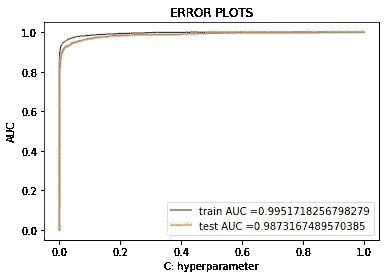 ERROR PLOTS
1.0
0.8
0.6
0.4
0.2
0.0
AUC
0.0 0.2 0.4 0.6 0.8 1.0
C: hyperparameter
train AUC =0.9951718256798279
test AUC =0.9873167489570385